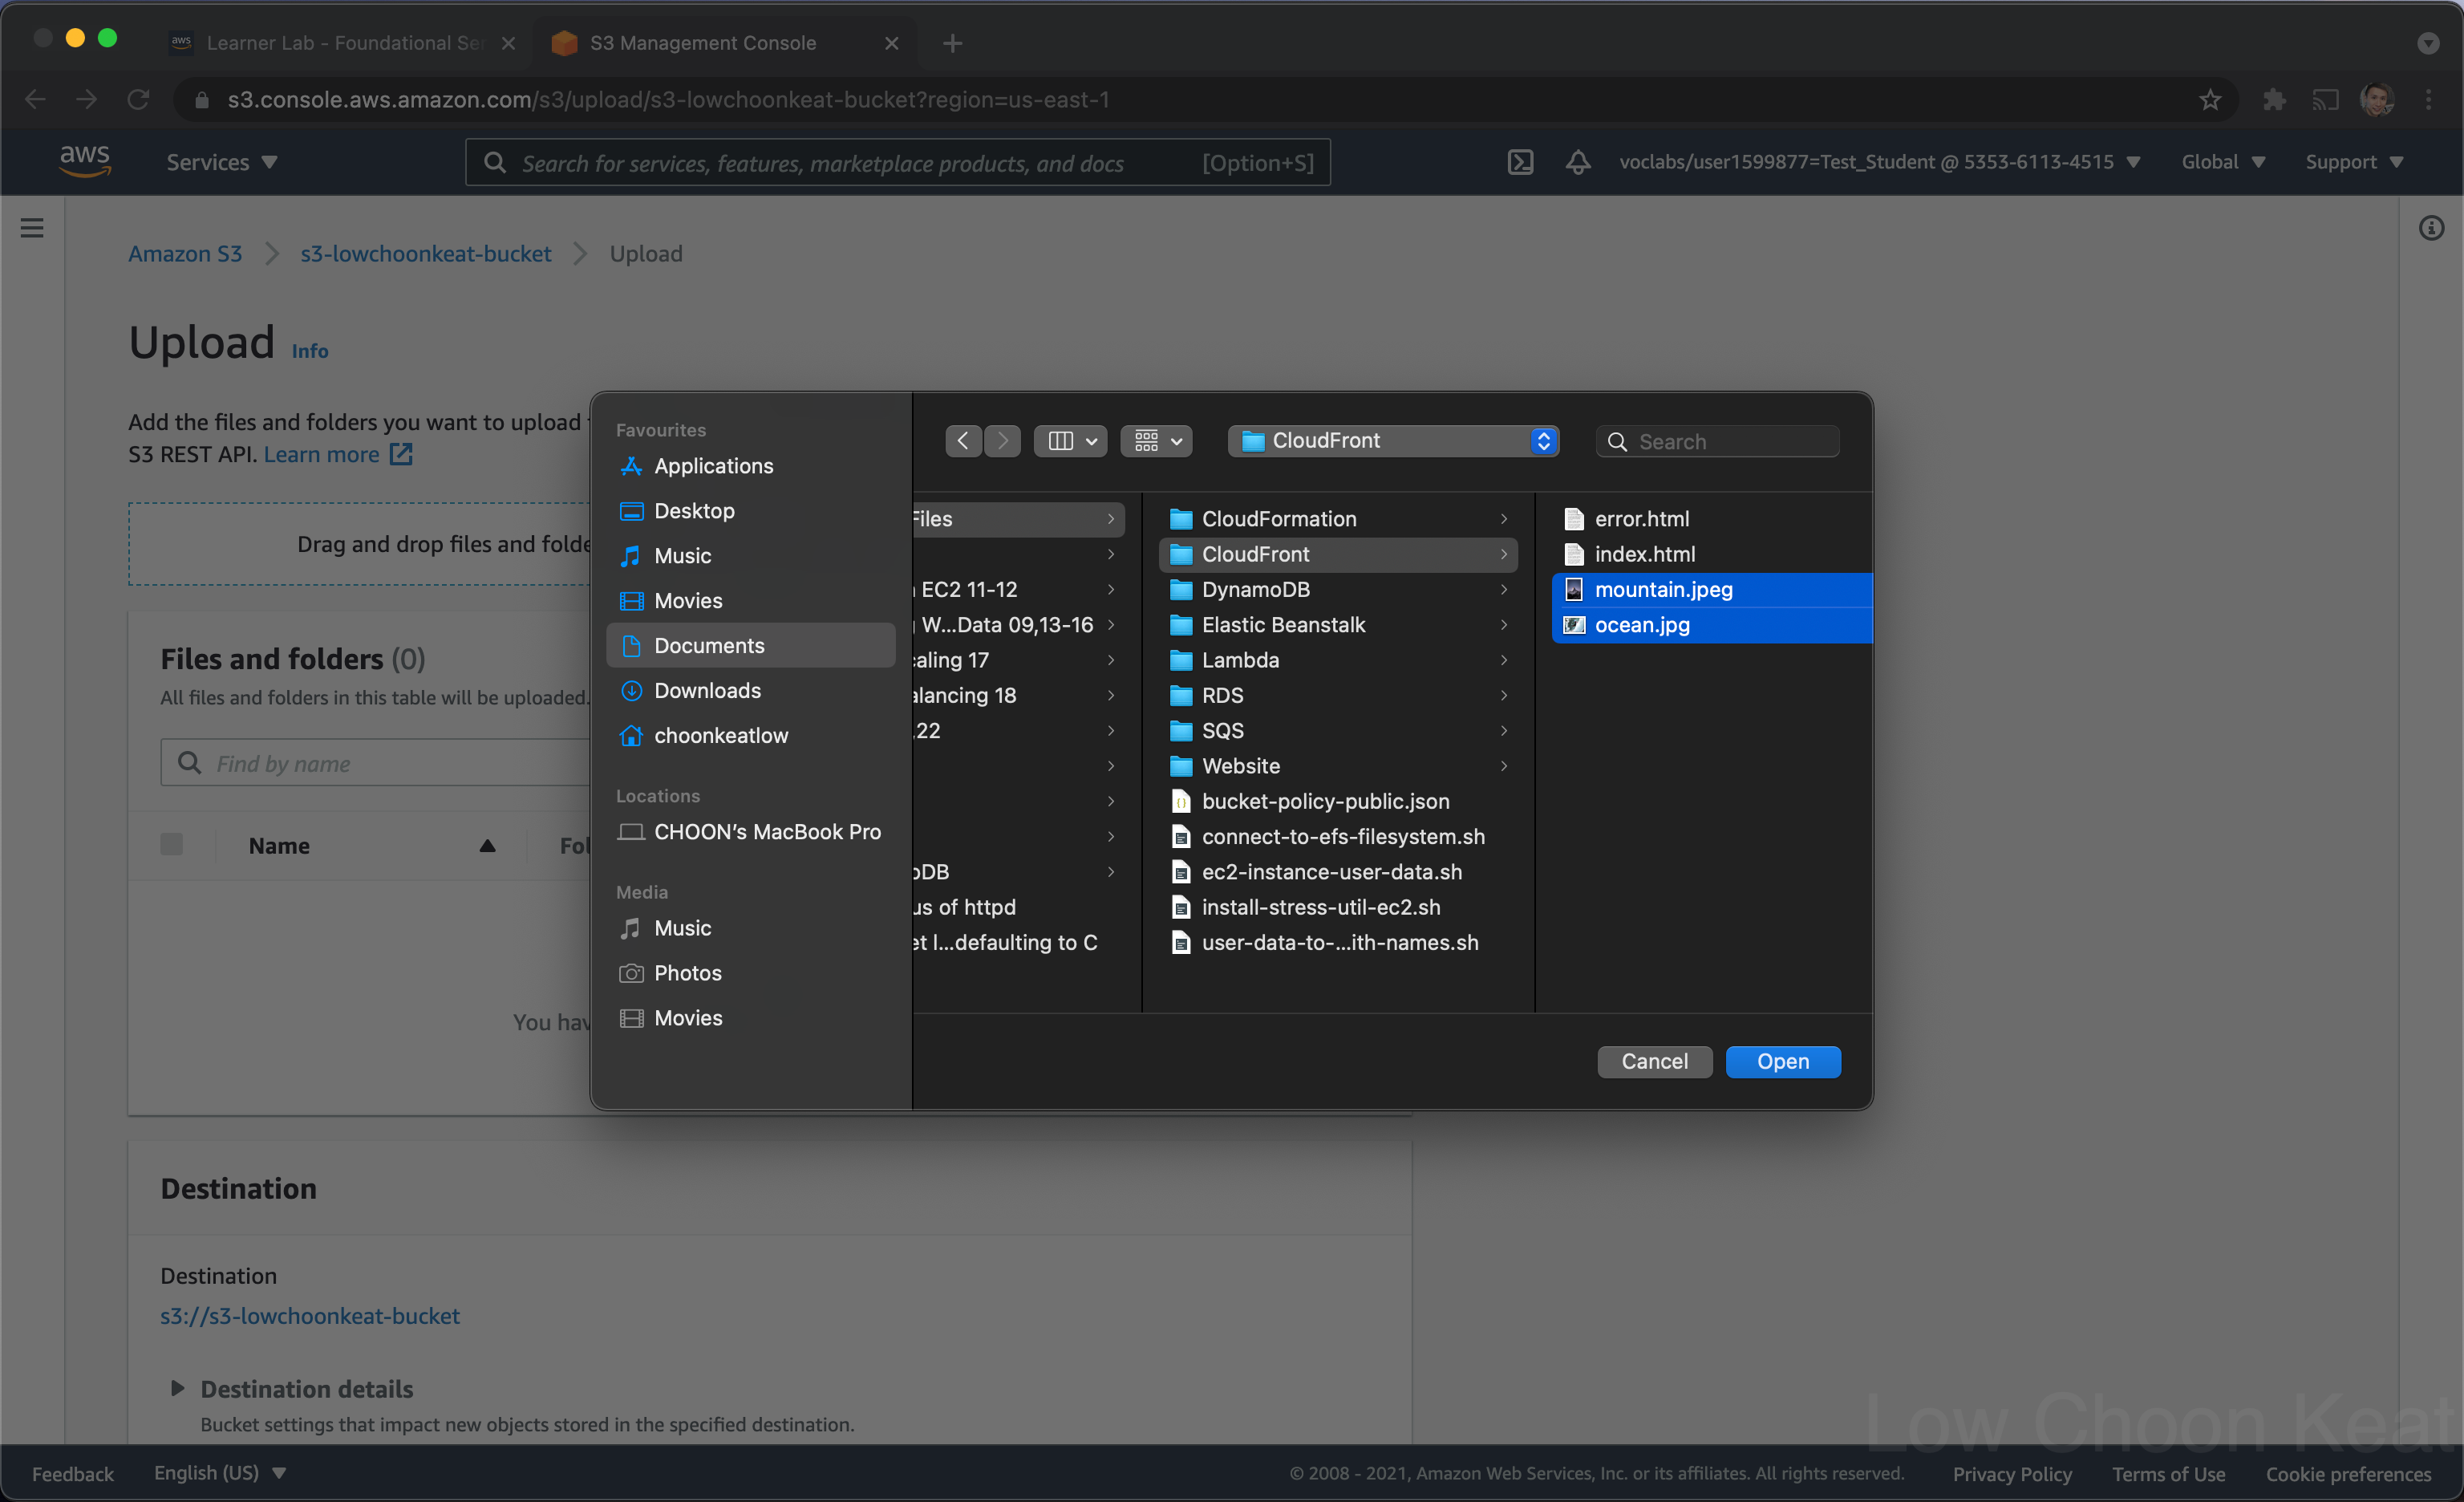 Learner Lab - Foundational Ser
S3 Management Console
s3.console.aws.amazon.com/s3/upload/s3-lowchoonkeat-bucket?region=us-east-1
aws
Services
Search for services, features, marketplace products, and docs
[Option+S]
voclabs/user1599877=Test_Student @ 5353-6113-4515
Global
Support
Amazon S3
s3-lowchoonkeat-bucket
Upload
Upload
Info
Add the files and folders you want to upload
S3 REST API. Learn more
Drag and drop files and folde
Files and folders (0)
All files and folders in this table will be uploaded.
Find by name
Name
Fol
You hav
Favourites
Applications
Desktop
Music
Movies
Documents
Downloads
choonkeatlow
Locations
CHOON's MacBook Pro
Media
Music
Photos
Movies
CloudFront
Search
Files
EC2 11-12
W...Data 09,13-16
caling 17
alancing 18
,22
oDB
us of httpd
et l...defaulting to C
CloudFormation
CloudFront
DynamoDB
Elastic Beanstalk
Lambda
RDS
SQS
Website
bucket-policy-public.json
connect-to-efs-filesystem.sh
ec2-instance-user-data.sh
install-stress-util-ec2.sh
user-data-to-...ith-names.sh
error.html
index.html
mountain.jpeg
ocean.jpg
Cancel
Open
Destination
Destination
s3://s3-lowchoonkeat-bucket
Destination details
Bucket settings that impact new objects stored in the specified destination.
Low Choon Keat
Feedback
English (US)
© 2008 - 2021, Amazon Web Services, Inc. or its affiliates. All rights reserved.
Privacy Policy
Terms of Use
Cookie preferences